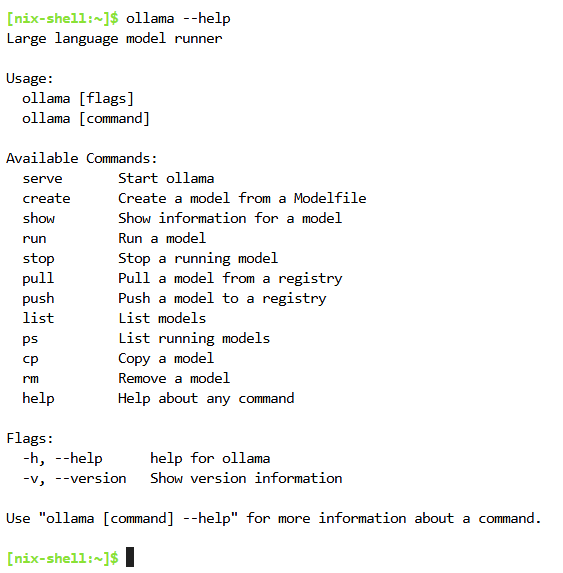 [nix-shell:~]$ ollama --help
Large language model runner

Usage:
  ollama [flags]
  ollama [command]

Available Commands:
  serve       Start ollama
  create      Create a model from a Modelfile
  show        Show information for a model
  run         Run a model
  stop        Stop a running model
  pull        Pull a model from a registry
  push        Push a model to a registry
  list        List models
  ps          List running models
  cp          Copy a model
  rm          Remove a model
  help        Help about any command

Flags:
  -h, --help      help for ollama
  -v, --version   Show version information

Use "ollama [command] --help" for more information about a command.

[nix-shell:~]$